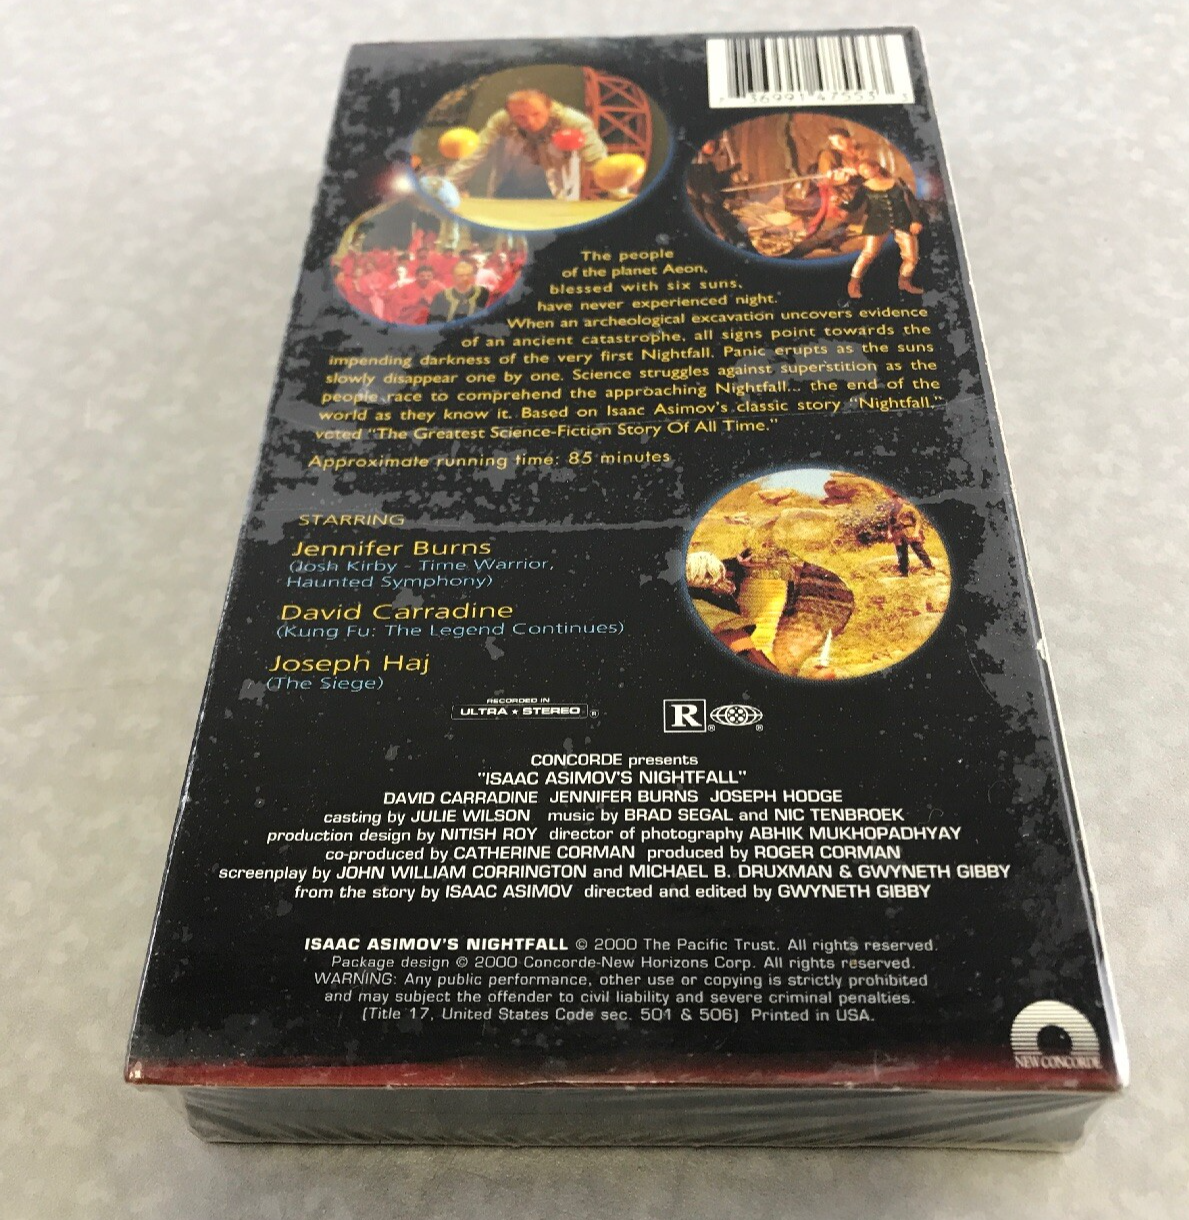 36991 47553
The people
of the planet Aeon,
blessed with six suns,
have never experienced night.
When an archeological excavation uncovers evidence
of an ancient catastrophe, all signs point towards the
impending darkness of the very first Nightfall. Panic erupts as the suns
slowly disappear one by one. Science struggles against superstition as the
people race to comprehend the approaching Nightfall... the end of the
world as they know it. Based on Isaac Asimov's classic story "Nightfall,"
voted "The Greatest Science-Fiction Story Of All Time."
Approximate running time: 85 minutes
STARRING
Jennifer Burns
(Josh Kirby - Time Warrior,
Haunted Symphony)
David Carradine
(Kung Fu: The Legend Continues)
Joseph Haj
(The Siege)
RECORDED IN
ULTRA ★ STEREO ®
R ® ®
CONCORDE presents
"ISAAC ASIMOV'S NIGHTFALL"
DAVID CARRADINE JENNIFER BURNS JOSEPH HODGE
casting by JULIE WILSON music by BRAD SEGAL and NIC TENBROEK
production design by NITISH ROY director of photography ABHIK MUKHOPADHYAY
co-produced by CATHERINE CORMAN produced by ROGER CORMAN
screenplay by JOHN WILLIAM CORRINGTON and MICHAEL B. DRUXMAN & GWYNETH GIBBY
from the story by ISAAC ASIMOV directed and edited by GWYNETH GIBBY
ISAAC ASIMOV'S NIGHTFALL © 2000 The Pacific Trust. All rights reserved.
Package design © 2000 Concorde-New Horizons Corp. All rights reserved.
WARNING: Any public performance, other use or copying is strictly prohibited
and may subject the offender to civil liability and severe criminal penalties.
(Title 17, United States Code sec. 501 & 506) Printed in USA.
NEW CONCORDE